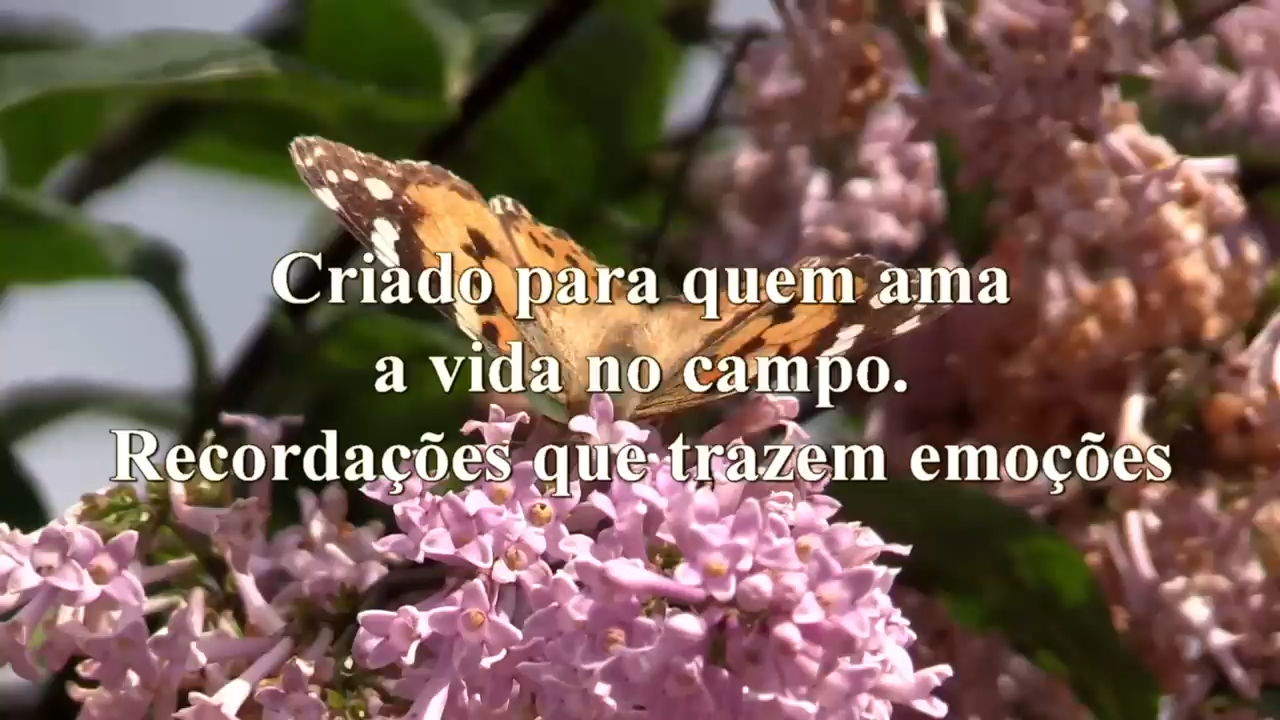 Criado para quem ama
a vida no campo.
Recordações que trazem emoções